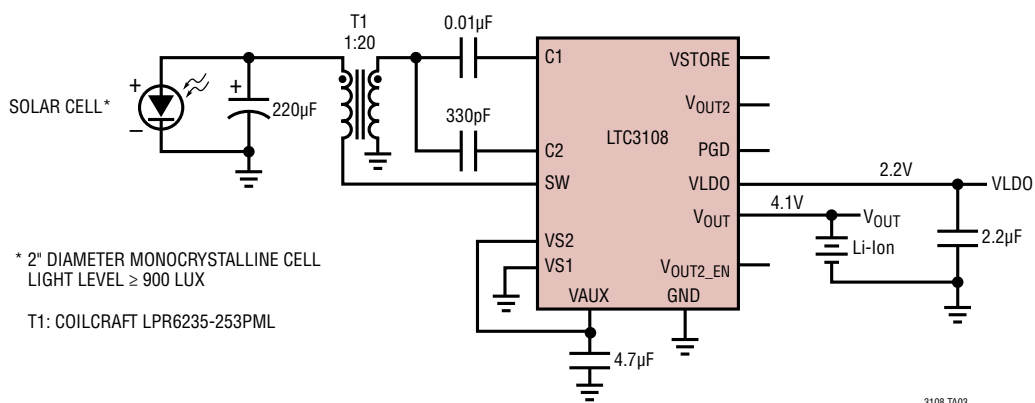 T1
1:20
0.01µF
+
−
SOLAR CELL*
+
220µF
330pF
C1
C2
SW
VS2
VS1
VAUX
GND
LTC3108
VSTORE
VOUT2
PGD
VLDO
VOUT
VOUT2_EN
2.2V
VLDO
4.1V
VOUT
Li-Ion
2.2µF
4.7µF
* 2" DIAMETER MONOCRYSTALLINE CELL
LIGHT LEVEL ≥ 900 LUX
T1: COILCRAFT LPR6235-253PML
3108 TA03